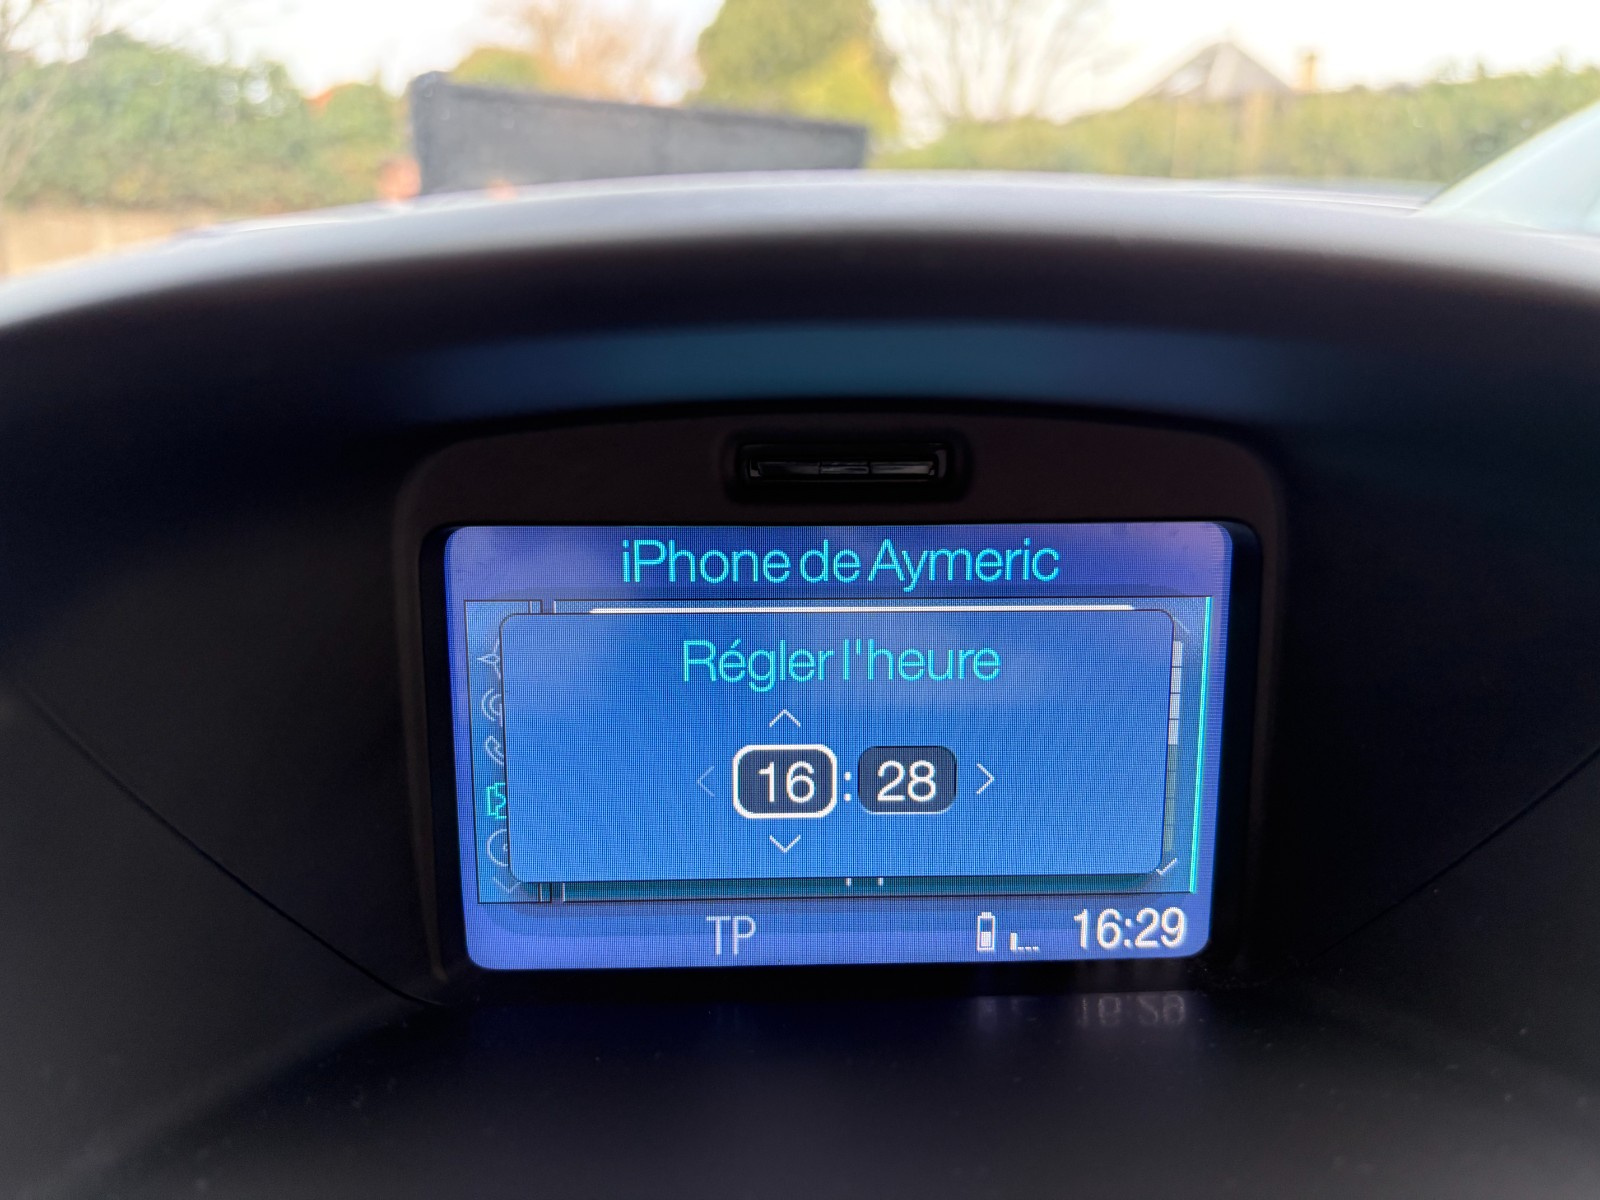 iPhone de Aymeric
Régler l'heure
16:28
TP 16:29